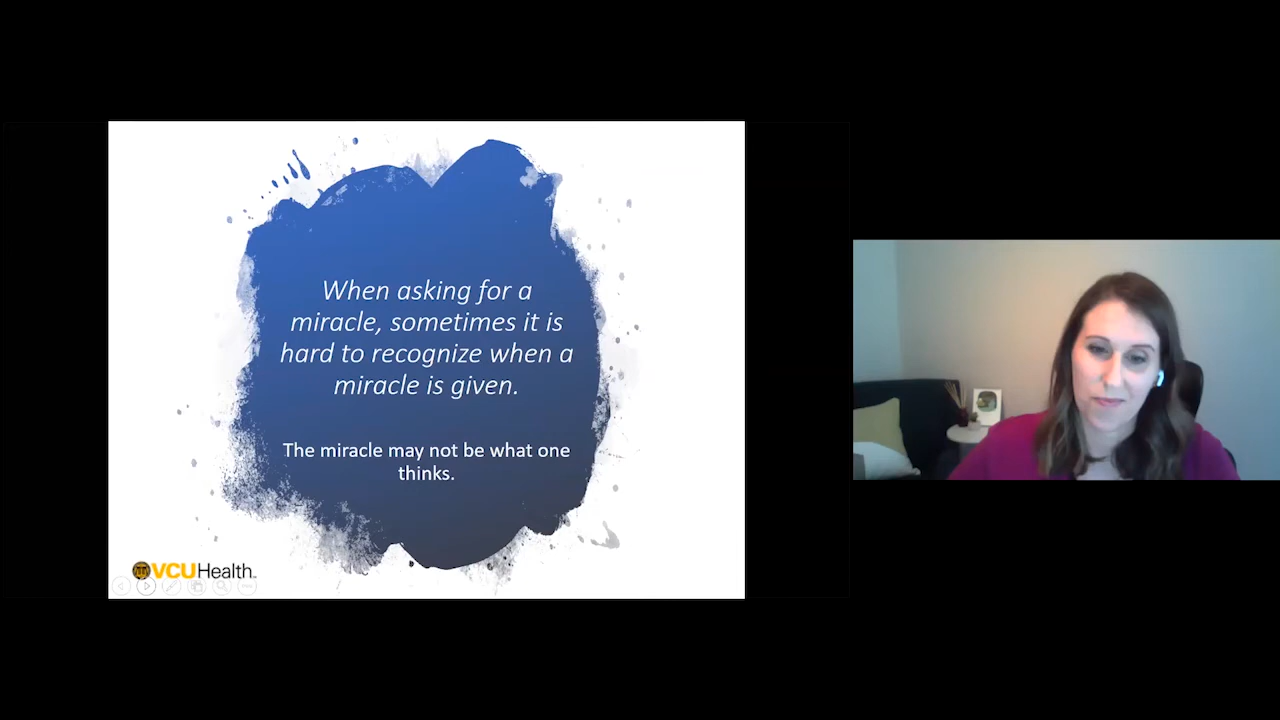 When asking for a
miracle, sometimes it is
hard to recognize when a
miracle is given.
The miracle may not be what one
thinks.
VCUHealth